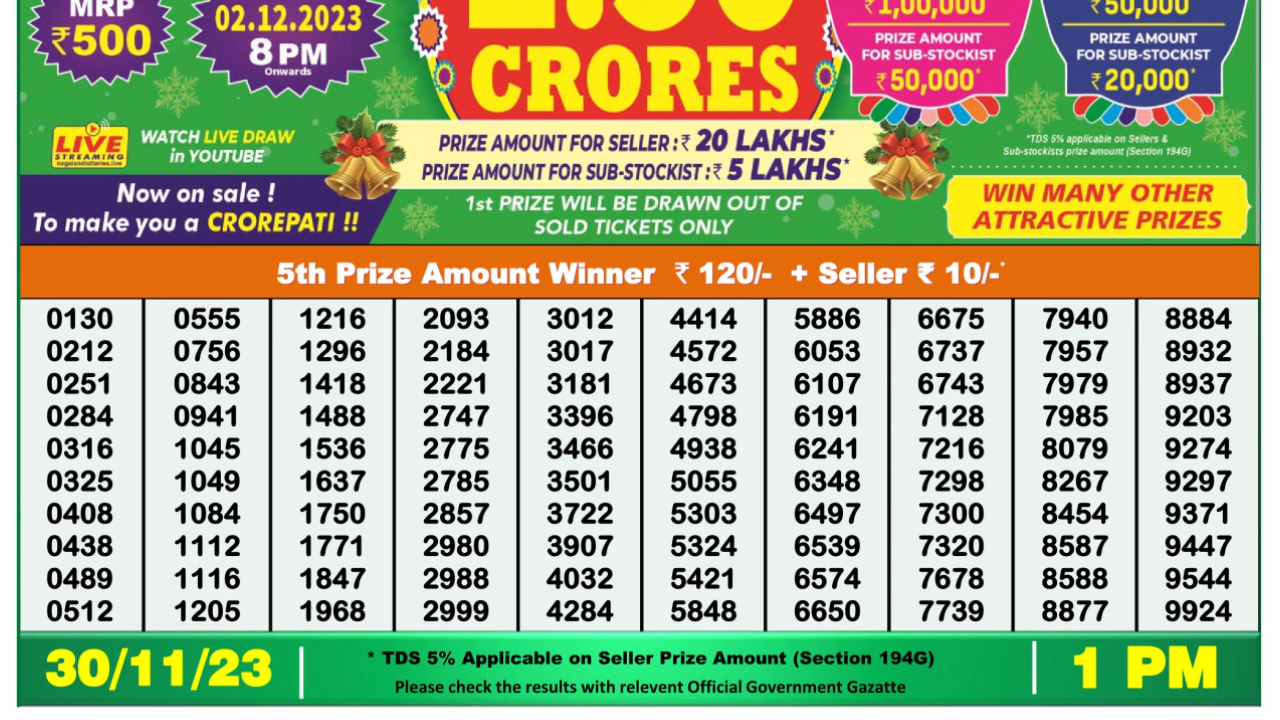 MRP
₹500
02.12.2023
8 PM
Onwards
CRORES
₹1,00,000
PRIZE AMOUNT
FOR SUB-STOCKIST
₹50,000*
₹50,000
PRIZE AMOUNT
FOR SUB-STOCKIST
₹20,000*
LIVE
STREAMING
nagalandlotteries.live
WATCH LIVE DRAW
in YOUTUBE
PRIZE AMOUNT FOR SELLER :₹ 20 LAKHS*
PRIZE AMOUNT FOR SUB-STOCKIST :₹ 5 LAKHS*
*TDS 5% applicable on Sellers &
Sub-stockists prize amount (Section 194G)
Now on sale !
To make you a CROREPATI !!
1st PRIZE WILL BE DRAWN OUT OF
SOLD TICKETS ONLY
WIN MANY OTHER
ATTRACTIVE PRIZES
5th Prize Amount Winner ₹ 120/- + Seller ₹ 10/-*
0130 0555 1216 2093 3012 4414 5886 6675 7940 8884
0212 0756 1296 2184 3017 4572 6053 6737 7957 8932
0251 0843 1418 2221 3181 4673 6107 6743 7979 8937
0284 0941 1488 2747 3396 4798 6191 7128 7985 9203
0316 1045 1536 2775 3466 4938 6241 7216 8079 9274
0325 1049 1637 2785 3501 5055 6348 7298 8267 9297
0408 1084 1750 2857 3722 5303 6497 7300 8454 9371
0438 1112 1771 2980 3907 5324 6539 7320 8587 9447
0489 1116 1847 2988 4032 5421 6574 7678 8588 9544
0512 1205 1968 2999 4284 5848 6650 7739 8877 9924
30/11/23
* TDS 5% Applicable on Seller Prize Amount (Section 194G)
Please check the results with relevent Official Government Gazatte
1 PM